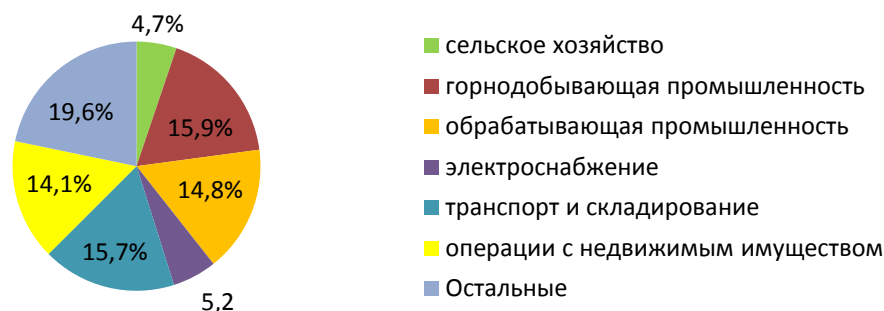 4,7%
19,6%
15,9%
14,1%
14,8%
15,7%
5,2
сельское хозяйство
горнодобывающая промышленность
обрабатывающая промышленность
электроснабжение
транспорт и складирование
операции с недвижимым имуществом
Остальные